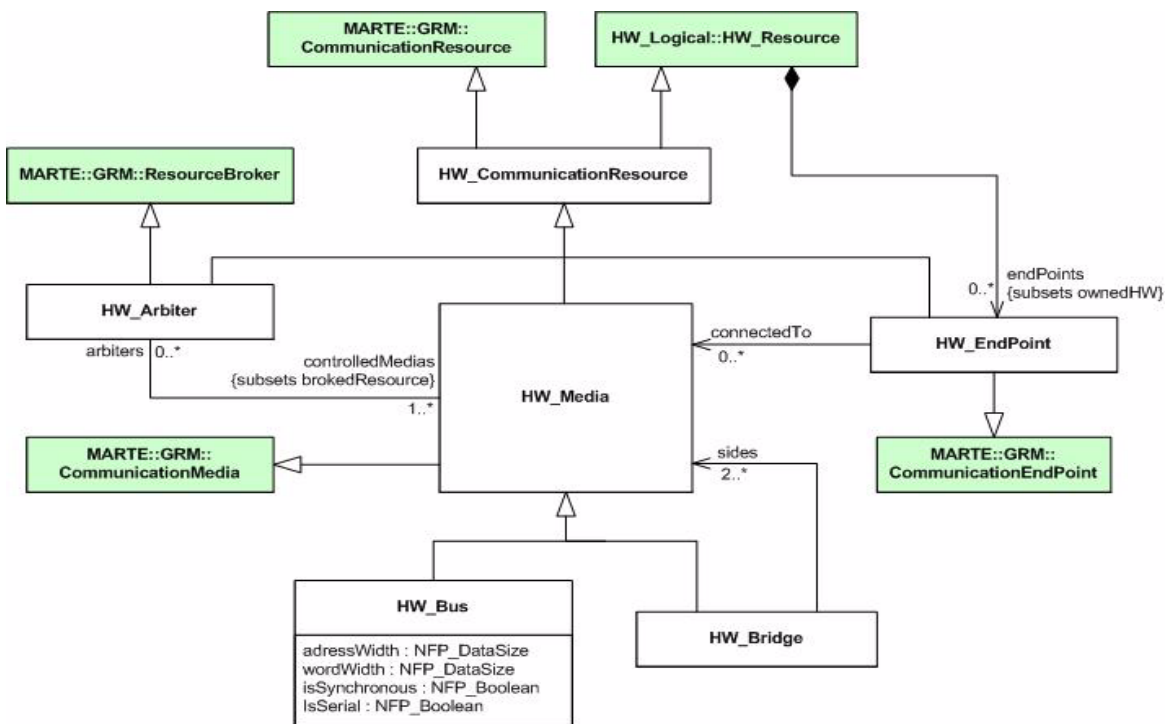 MARTE::GRM::
CommunicationResource
HW_Logical::HW_Resource
MARTE::GRM::ResourceBroker
HW_CommunicationResource
HW_Arbiter
endPoints
0..*
{subsets ownedHW}
arbiters
0..*
controlledMedias
{subsets brokedResource}
1..*
HW_Media
connectedTo
0..*
HW_EndPoint
MARTE::GRM::
CommunicationMedia
sides
2..*
MARTE::GRM::
CommunicationEndPoint
HW_Bus
adressWidth : NFP_DataSize
wordWidth : NFP_DataSize
isSynchronous : NFP_Boolean
IsSerial : NFP_Boolean
HW_Bridge